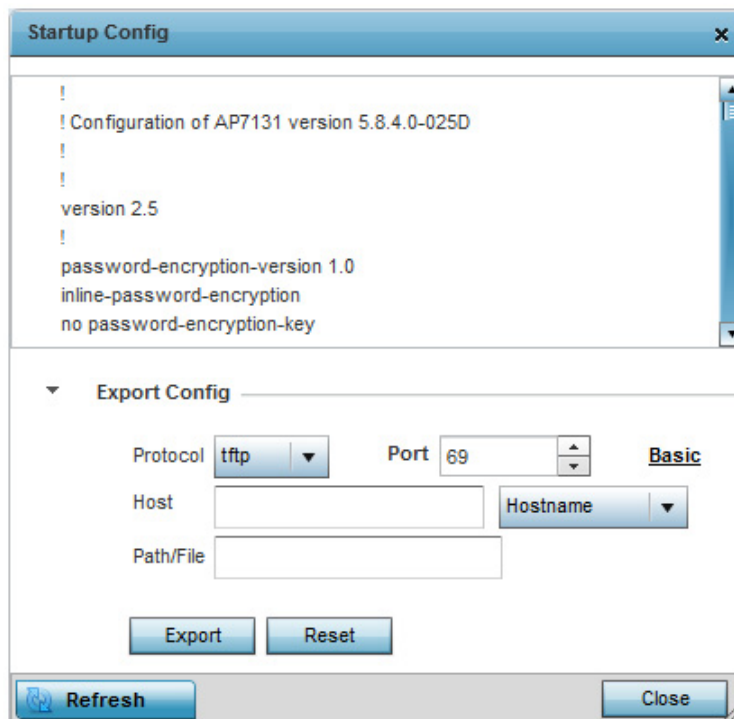 Startup Config
!
! Configuration of AP7131 version 5.8.4.0-025D
!
!
version 2.5
!
password-encryption-version 1.0
inline-password-encryption
no password-encryption-key
Export Config
Protocol tftp Port 69 Basic
Host Hostname
Path/File
Export Reset
Refresh Close